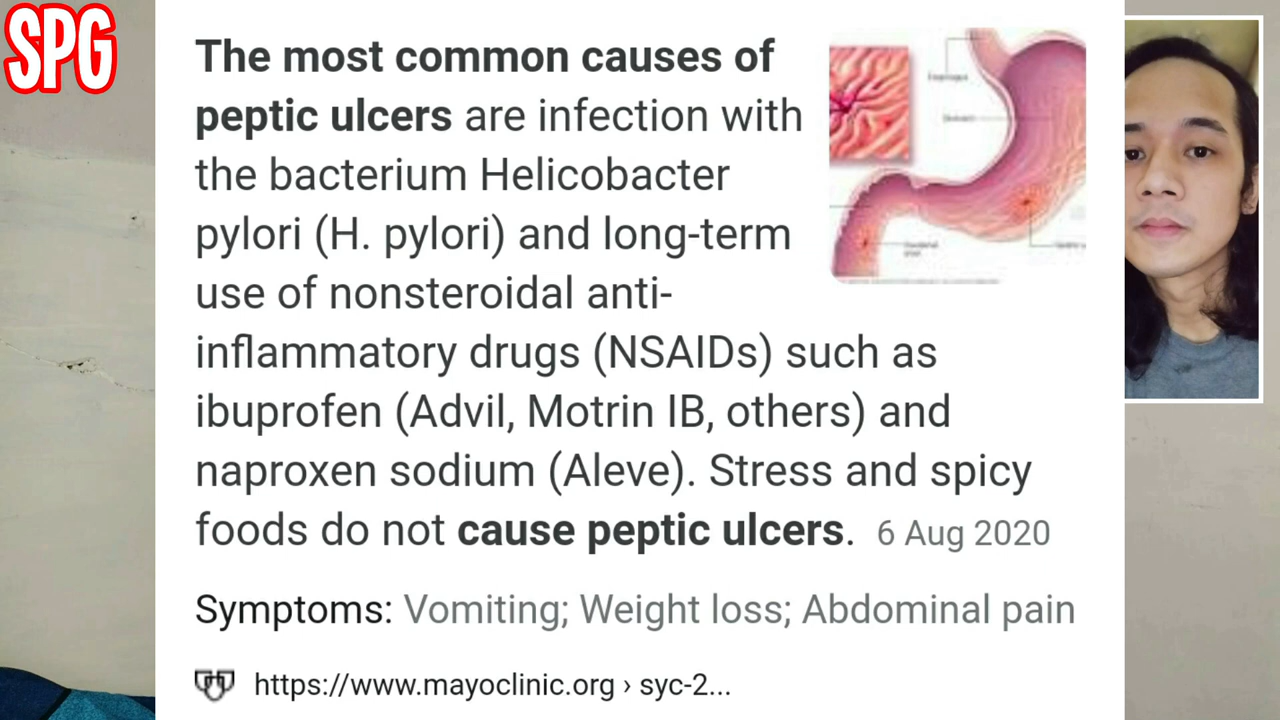 SPG
The most common causes of
peptic ulcers are infection with
the bacterium Helicobacter
pylori (H. pylori) and long-term
use of nonsteroidal anti-
inflammatory drugs (NSAIDs) such as
ibuprofen (Advil, Motrin IB, others) and
naproxen sodium (Aleve). Stress and spicy
foods do not cause peptic ulcers. 6 Aug 2020
Symptoms: Vomiting; Weight loss; Abdominal pain
https://www.mayoclinic.org › syc-2...
Esophagus
Stomach